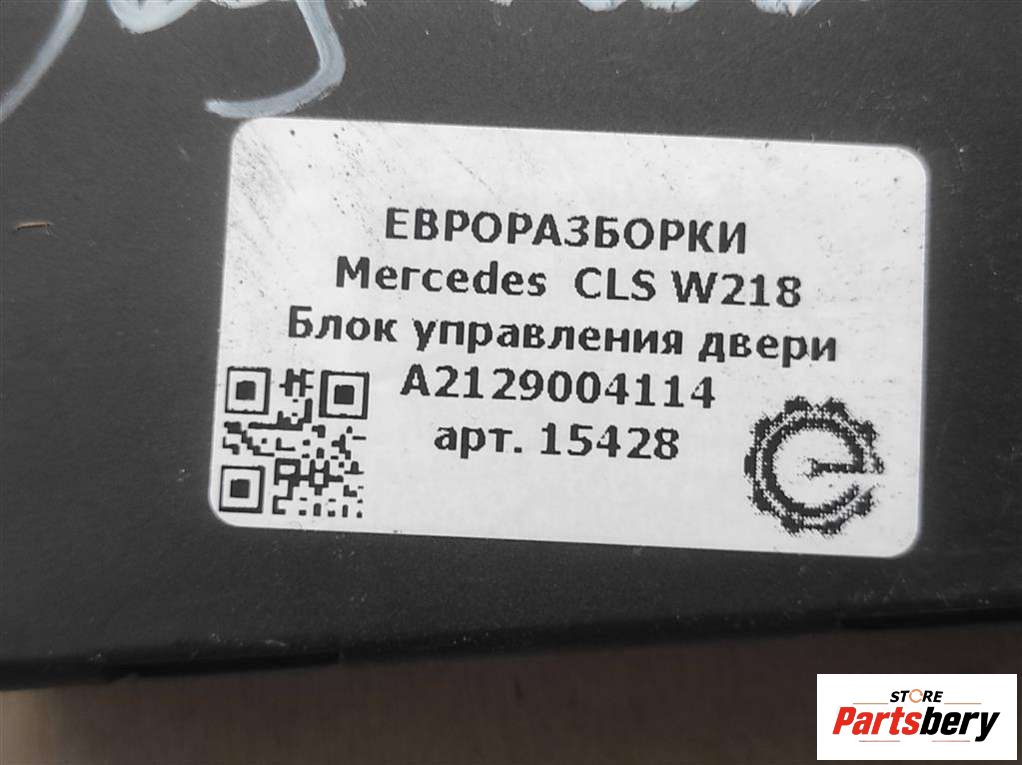 ЕВРОРАЗБОРКИ
Mercedes CLS W218
Блок управления двери
A2129004114
арт. 15428
STORE
Partsbery